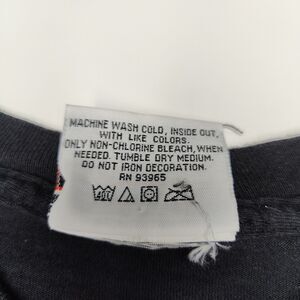 MACHINE WASH COLD, INSIDE OUT,
WITH LIKE COLORS.
ONLY NON-CHLORINE BLEACH, WHEN
NEEDED. TUMBLE DRY MEDIUM.
DO NOT IRON DECORATION.
RN 93965